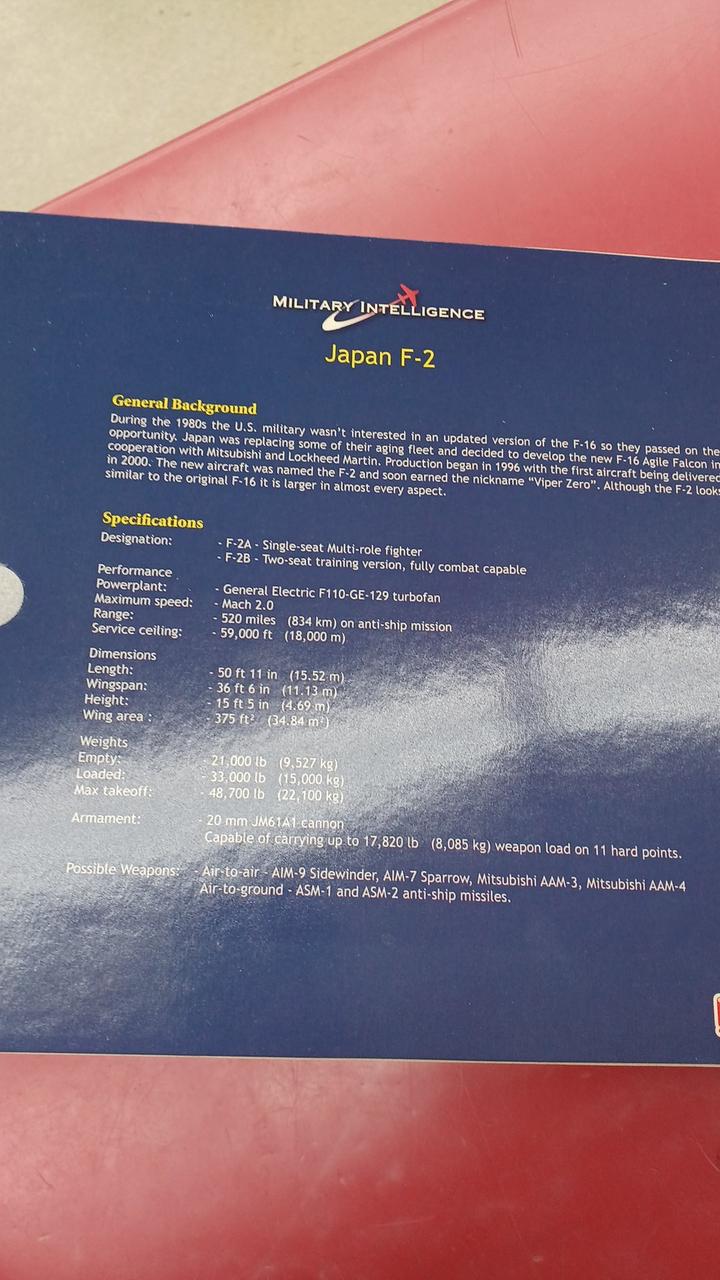 MILITARY INTELLIGENCE
Japan F-2
General Background
During the 1980s the U.S. military wasn't interested in an updated version of the F-16 so they passed on the
opportunity. Japan was replacing some of their aging fleet and decided to develop the new F-16 Agile Falcon in
cooperation with Mitsubishi and Lockheed Martin. Production began in 1996 with the first aircraft being delivered
in 2000. The new aircraft was named the F-2 and soon earned the nickname "Viper Zero". Although the F-2 looks
similar to the original F-16 it is larger in almost every aspect.
Specifications
Designation: - F-2A - Single-seat Multi-role fighter
- F-2B - Two-seat training version, fully combat capable
Performance
Powerplant: - General Electric F110-GE-129 turbofan
Maximum speed: - Mach 2.0
Range: - 520 miles (834 km) on anti-ship mission
Service ceiling: - 59,000 ft (18,000 m)
Dimensions
Length: - 50 ft 11 in (15.52 m)
Wingspan: - 36 ft 6 in (11.13 m)
Height: - 15 ft 5 in (4.69 m)
Wing area : - 375 ft² (34.84 m²)
Weights
Empty: - 21,000 lb (9,527 kg)
Loaded: - 33,000 lb (15,000 kg)
Max takeoff: - 48,700 lb (22,100 kg)
Armament: - 20 mm JM61A1 cannon
Capable of carrying up to 17,820 lb (8,085 kg) weapon load on 11 hard points.
Possible Weapons: - Air-to-air - AIM-9 Sidewinder, AIM-7 Sparrow, Mitsubishi AAM-3, Mitsubishi AAM-4
Air-to-ground - ASM-1 and ASM-2 anti-ship missiles.